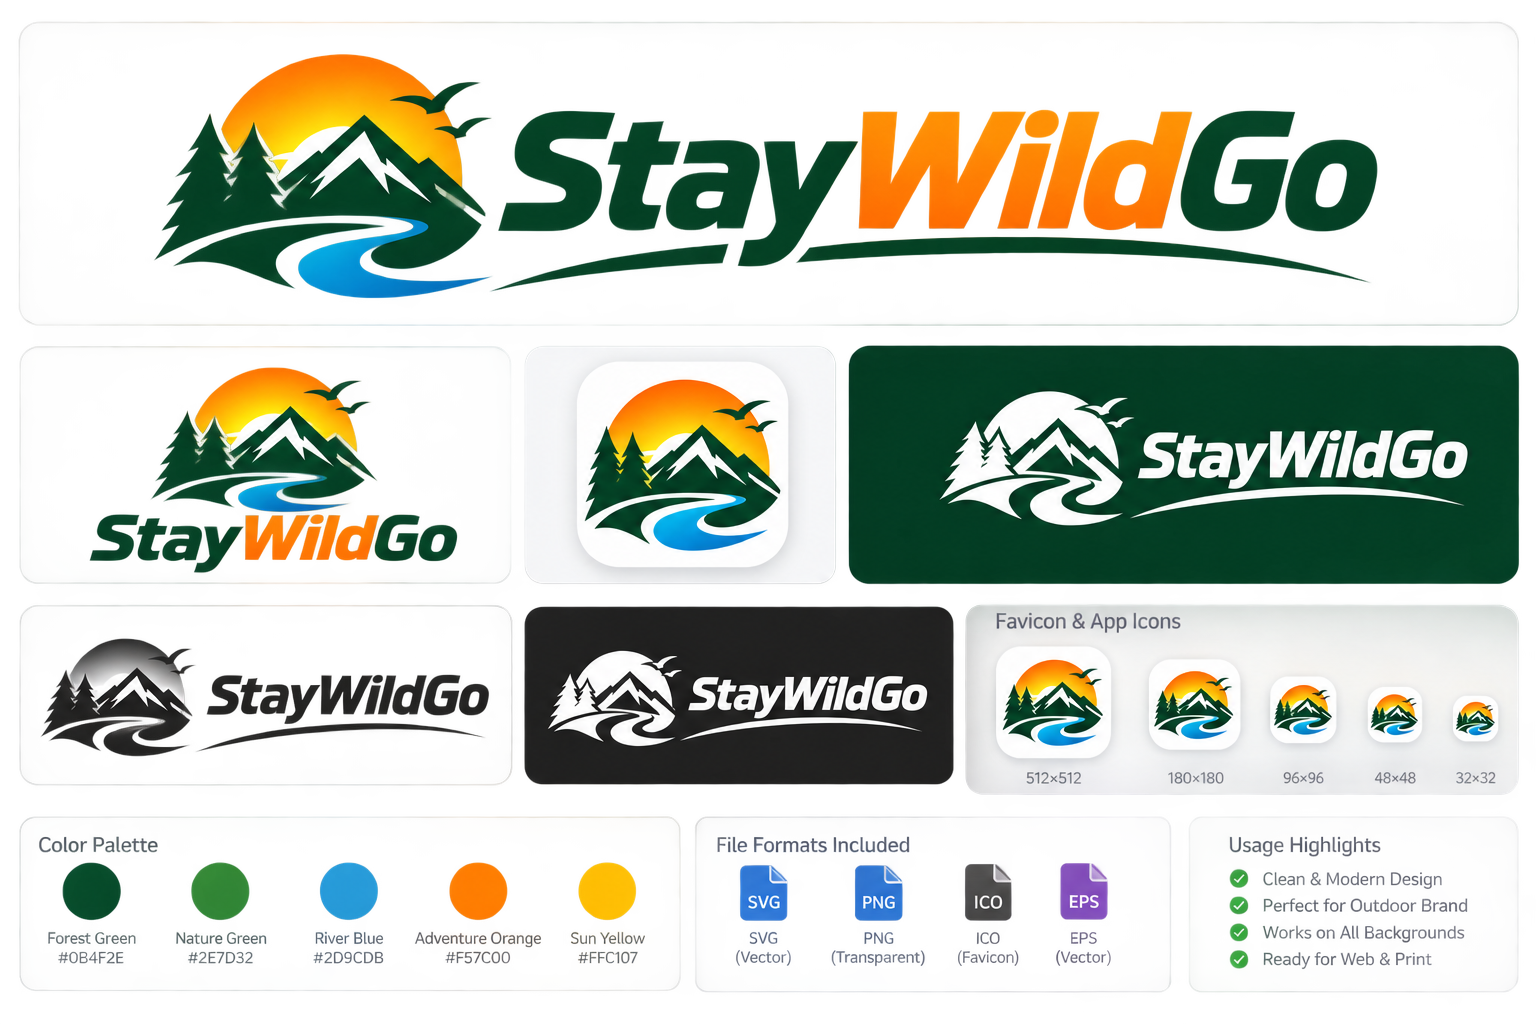 StayWildGo
StayWildGo
StayWildGo
StayWildGo
StayWildGo
Favicon & App Icons
512×512
180×180
96×96
48×48
32×32
Color Palette
Forest Green
#0B4F2E
Nature Green
#2E7D32
River Blue
#2D9CDB
Adventure Orange
#F57C00
Sun Yellow
#FFC107
File Formats Included
SVG
SVG
(Vector)
PNG
PNG
(Transparent)
ICO
ICO
(Favicon)
EPS
EPS
(Vector)
Usage Highlights
Clean & Modern Design
Perfect for Outdoor Brand
Works on All Backgrounds
Ready for Web & Print